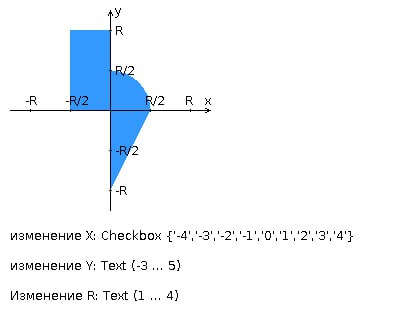 y
R
R/2
-R -R/2 R/2 R x
-R/2
-R
изменение X: Checkbox {'-4','-3','-2','-1','0','1','2','3','4'}
изменение Y: Text (-3 ... 5)
Изменение R: Text (1 ... 4)